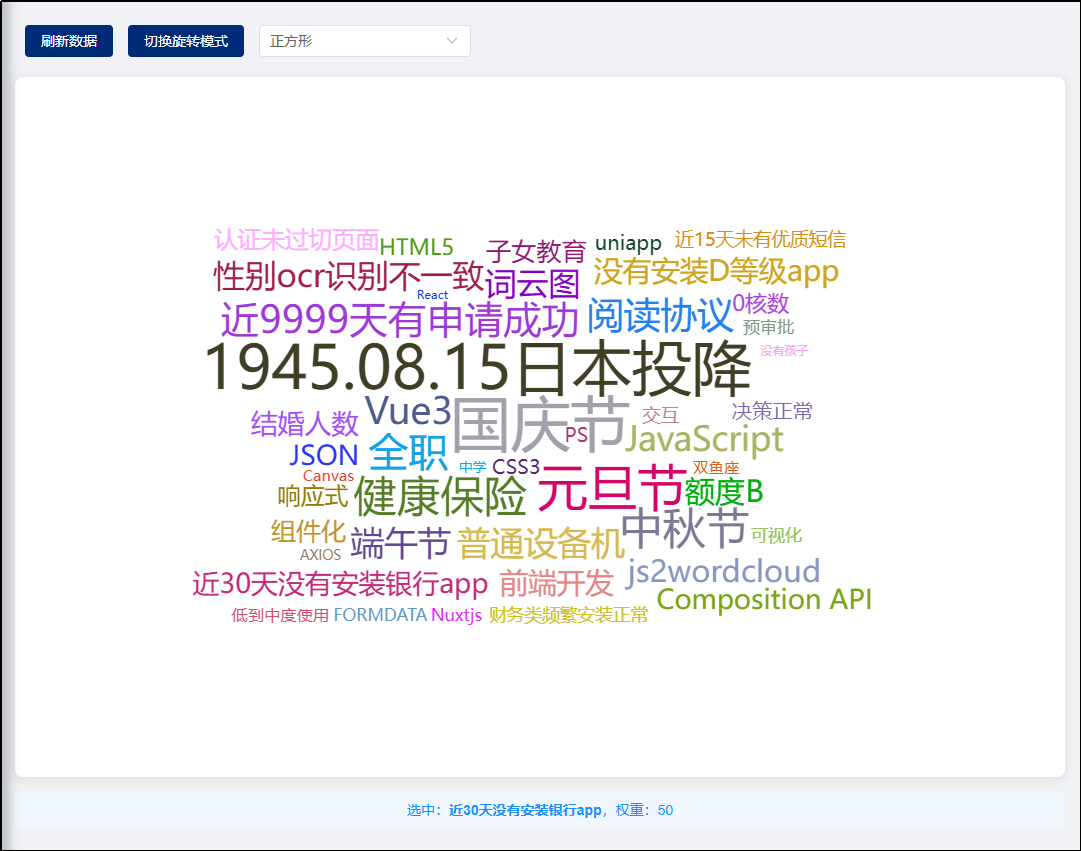 刷新数据
切换旋转模式
正方形
认证未过切页面
HTML5
子女教育
uniapp
近15天未有优质短信
性别ocr识别不一致
词云图
没有安装D等级app
React
近9999天有申请成功
阅读协议
0核数
预审批
1945.08.15日本投降
没有孩子
结婚人数
Vue3
国庆节
PS
交互
决策正常
JavaScript
JSON
全职
中学
CSS3
元旦节
双鱼座
Canvas
响应式
健康保险
额度B
组件化
AXIOS
端午节
普通设备机
中秋节
可视化
近30天没有安装银行app
前端开发
js2wordcloud
Composition API
低到中度使用
FORMDATA
Nuxtjs
财务类频繁安装正常
选中：近30天没有安装银行app，权重：50